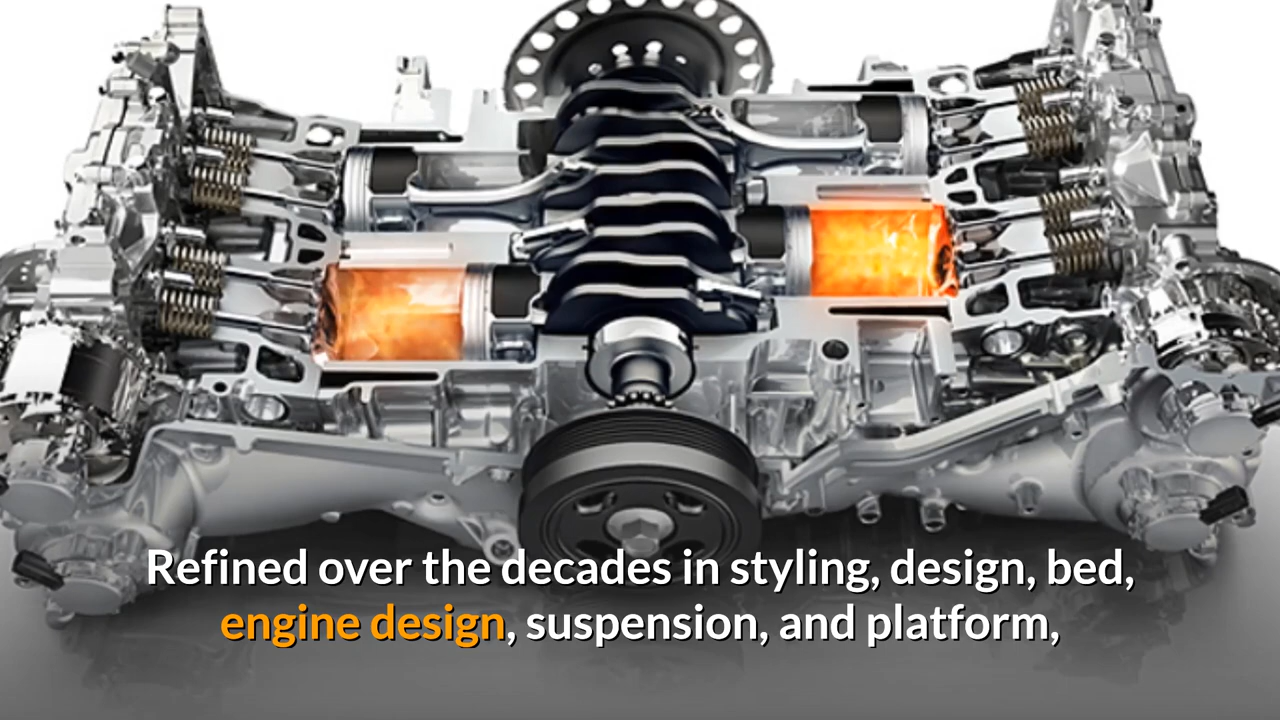 Refined over the decades in styling, design, bed,
engine design, suspension, and platform,